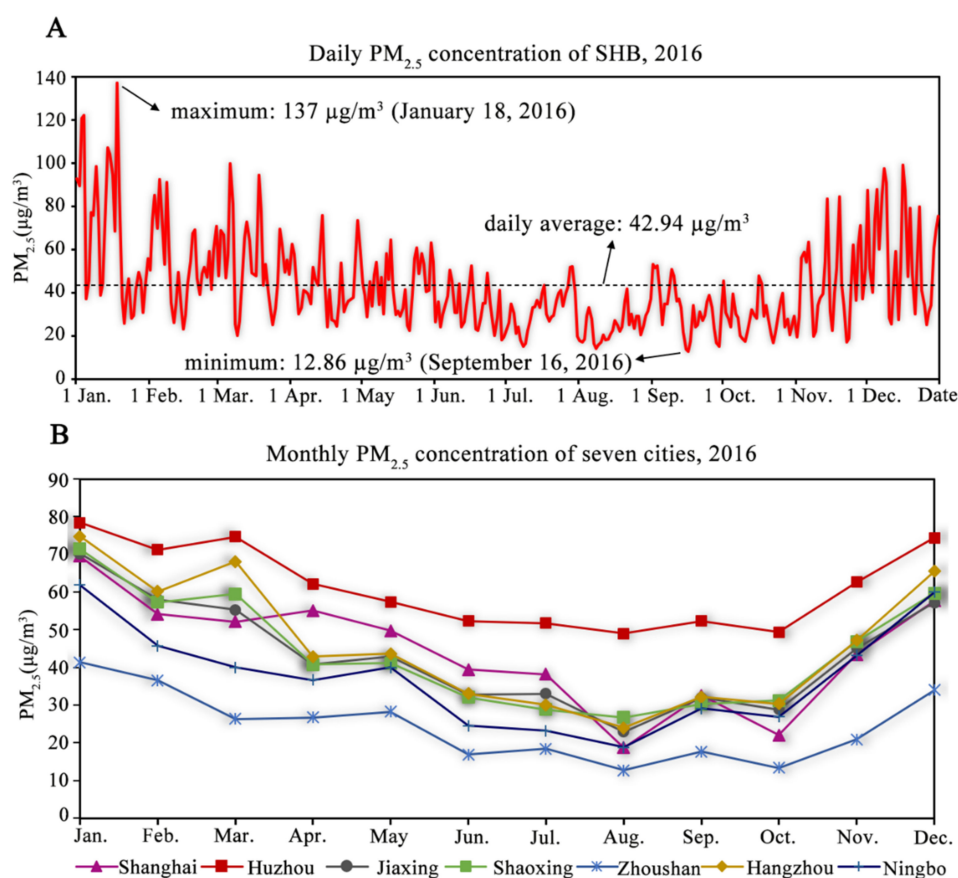 A
Daily PM2.5 concentration of SHB, 2016
PM2.5(μg/m³)
140
120
100
80
60
40
20
0
maximum: 137 μg/m³ (January 18, 2016)
daily average: 42.94 μg/m³
minimum: 12.86 μg/m³ (September 16, 2016)
1 Jan. 1 Feb. 1 Mar. 1 Apr. 1 May 1 Jun. 1 Jul. 1 Aug. 1 Sep. 1 Oct. 1 Nov. 1 Dec. Date
B
Monthly PM2.5 concentration of seven cities, 2016
PM2.5(μg/m³)
90
80
70
60
50
40
30
20
10
0
Jan. Feb. Mar. Apr. May Jun. Jul. Aug. Sep. Oct. Nov. Dec.
Shanghai Huzhou Jiaxing Shaoxing Zhoushan Hangzhou Ningbo